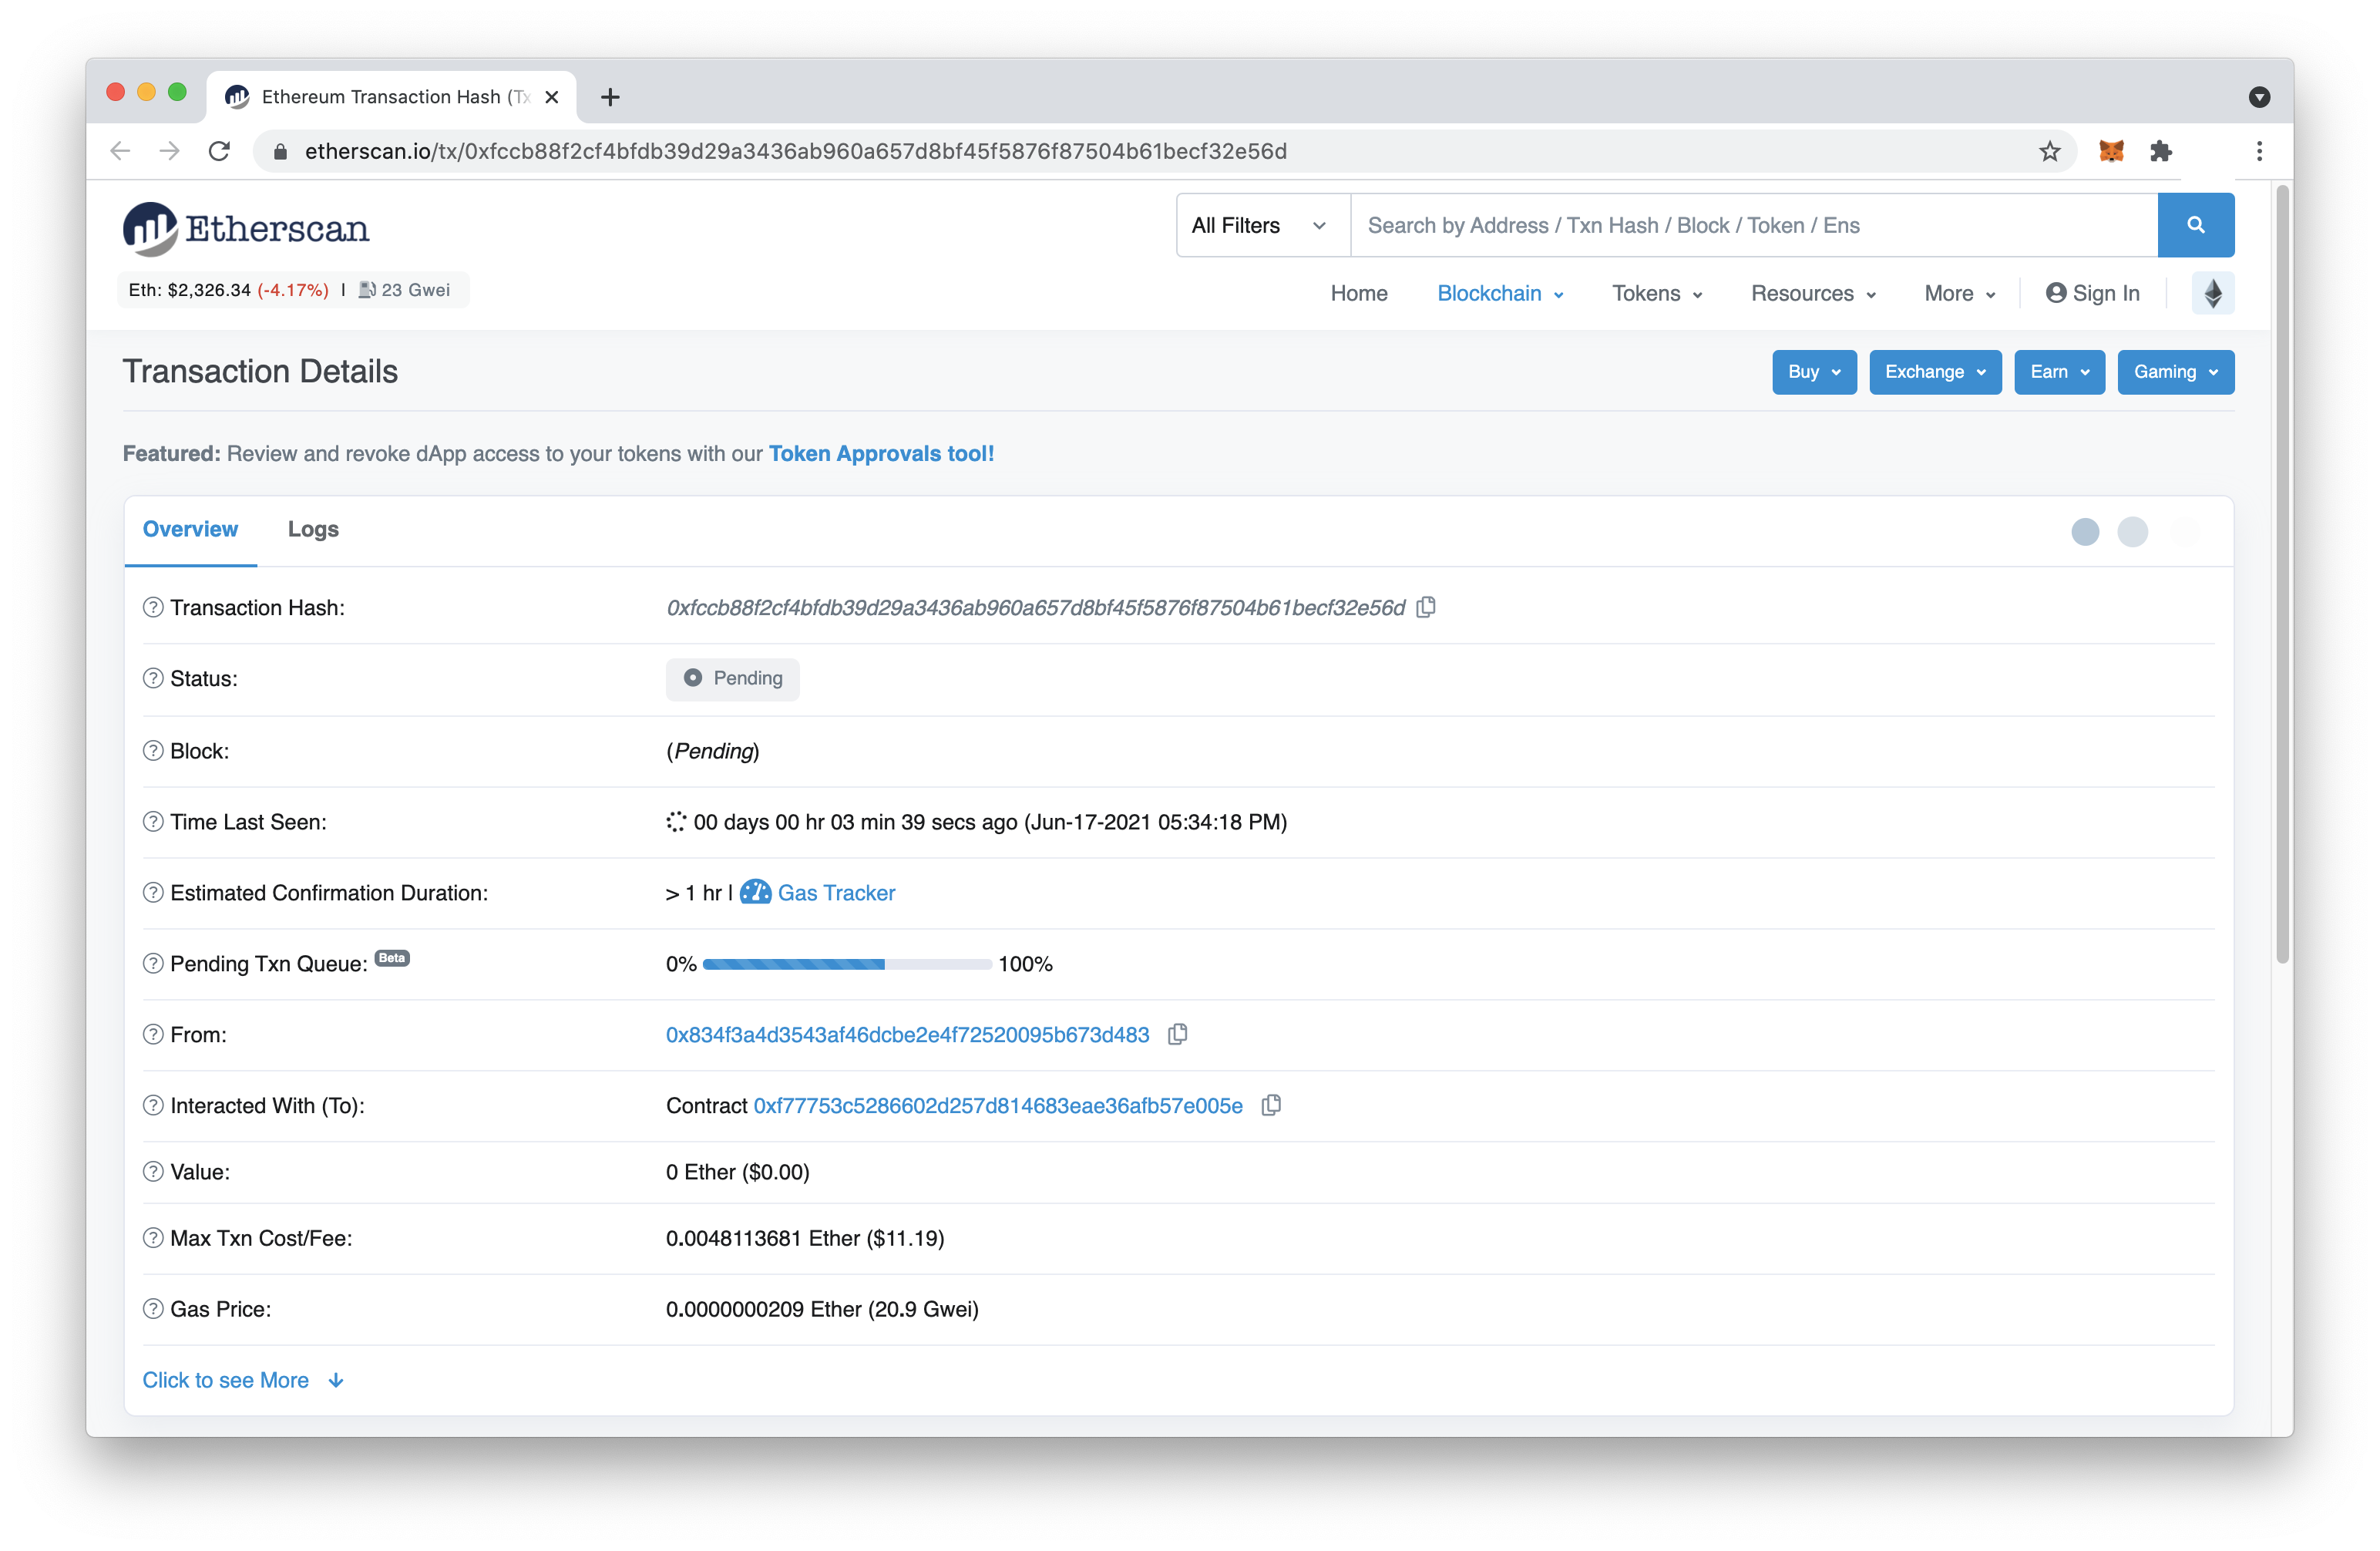 Ethereum Transaction Hash (Tx
etherscan.io/tx/0xfccb88f2cf4bfdb39d29a3436ab960a657d8bf45f5876f87504b61becf32e56d
Etherscan
All Filters
Search by Address / Txn Hash / Block / Token / Ens
Eth: $2,326.34 (-4.17%) | 23 Gwei
Home Blockchain Tokens Resources More Sign In
Transaction Details
Buy Exchange Earn Gaming
Featured: Review and revoke dApp access to your tokens with our Token Approvals tool!
Overview Logs
Transaction Hash: 0xfccb88f2cf4bfdb39d29a3436ab960a657d8bf45f5876f87504b61becf32e56d
Status: Pending
Block: (Pending)
Time Last Seen: 00 days 00 hr 03 min 39 secs ago (Jun-17-2021 05:34:18 PM)
Estimated Confirmation Duration: > 1 hr | Gas Tracker
Pending Txn Queue: Beta 0% 100%
From: 0x834f3a4d3543af46dcbe2e4f72520095b673d483
Interacted With (To): Contract 0xf77753c5286602d257d814683eae36afb57e005e
Value: 0 Ether ($0.00)
Max Txn Cost/Fee: 0.0048113681 Ether ($11.19)
Gas Price: 0.0000000209 Ether (20.9 Gwei)
Click to see More